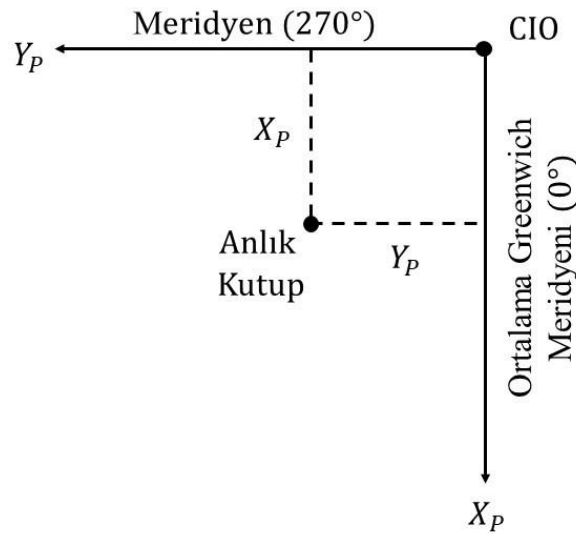 Meridyen (270°)
CIO
Y_P
X_P
Anlık
Kutup
Y_P
Ortalama Greenwich
Meridyeni (0°)
X_P